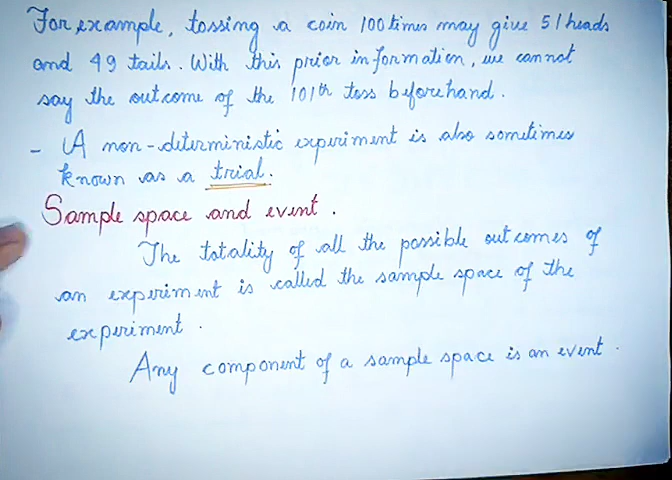 For example, tossing a coin 100 times may give 51 heads
and 49 tails. With this prior information, we cannot
say the outcome of the 101th toss beforehand.
- A non-deterministic experiment is also sometimes
known as a trial.
Sample space and event.
The totality of all the possible outcomes of
an experiment is called the sample space of the
experiment.
Any component of a sample space is an event.